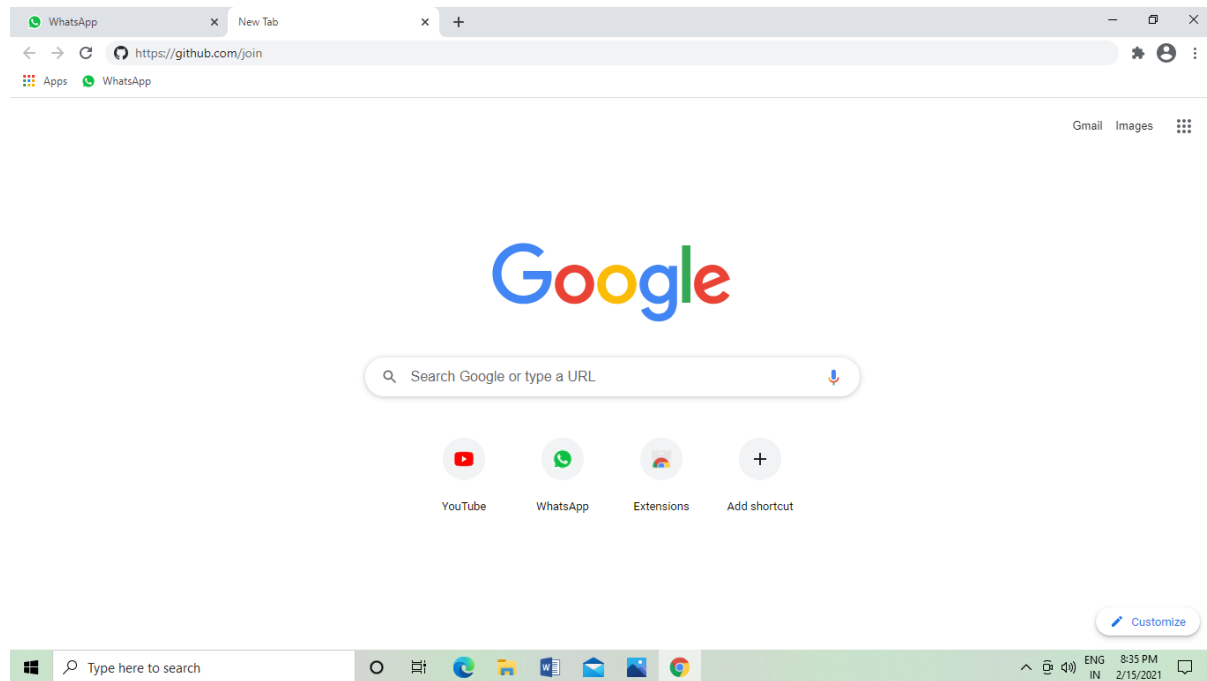 WhatsApp
New Tab
https://github.com/join
Apps
WhatsApp
Gmail Images
Google
Search Google or type a URL
YouTube
WhatsApp
Extensions
Add shortcut
Customize
Type here to search
ENG
IN
8:35 PM
2/15/2021